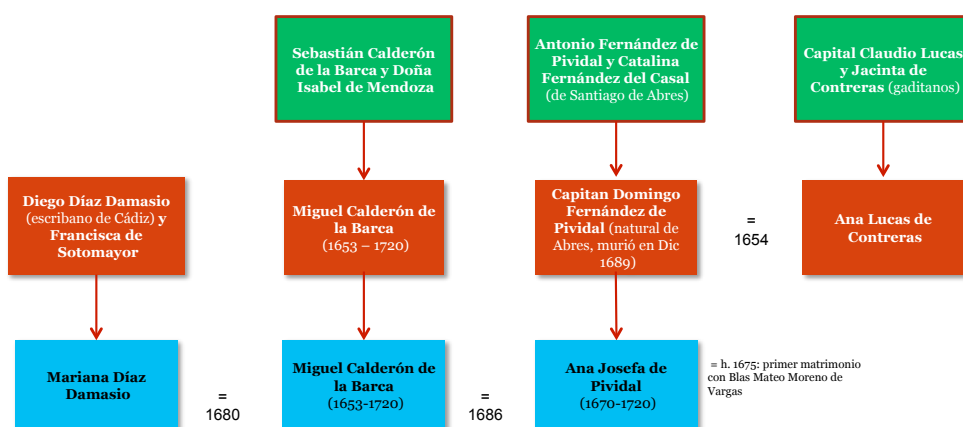 Sebastián Calderón
de la Barca y Doña
Isabel de Mendoza
Antonio Fernández de
Pividal y Catalina
Fernández del Casal
(de Santiago de Abres)
Capital Claudio Lucas
y Jacinta de
Contreras (gaditanos)
Diego Díaz Damasio
(escribano de Cádiz) y
Francisca de
Sotomayor
Miguel Calderón de
la Barca
(1653 – 1720)
Capitan Domingo
Fernández de
Pividal (natural de
Abres, murió en Dic
1689)
=
1654
Ana Lucas de
Contreras
Mariana Díaz
Damasio
=
1680
Miguel Calderón de
la Barca
(1653-1720)
=
1686
Ana Josefa de
Pividal
(1670-1720)
= h. 1675: primer matrimonio
con Blas Mateo Moreno de
Vargas